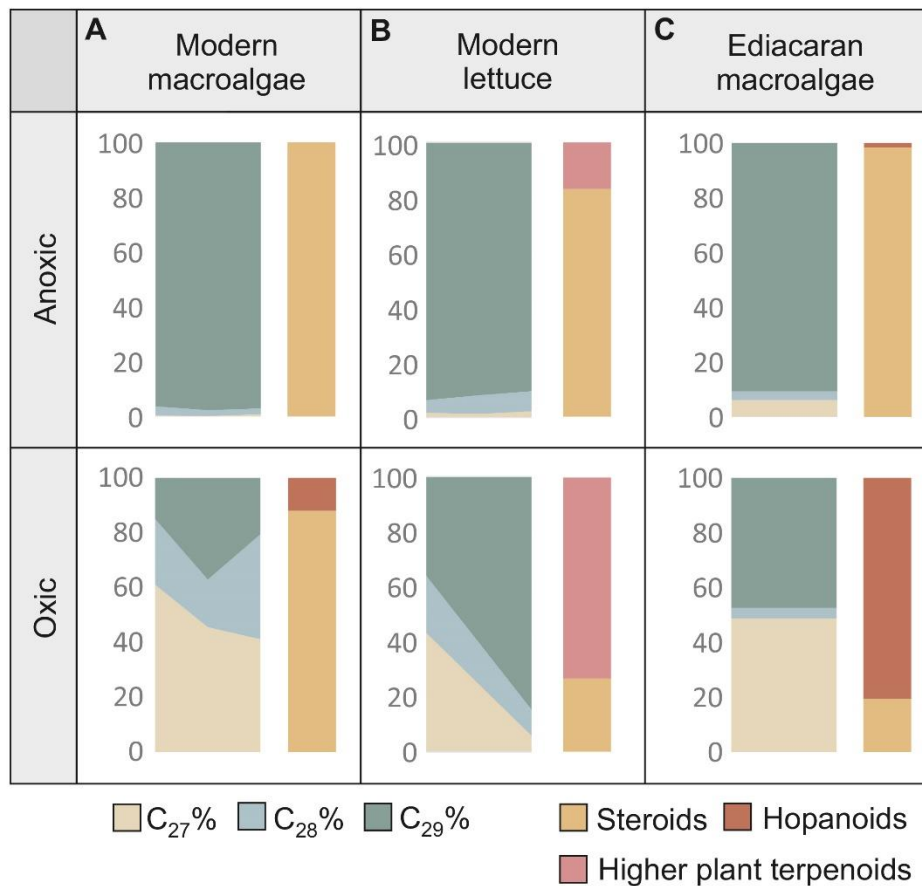 A
Modern
macroalgae
B
Modern
lettuce
C
Ediacaran
macroalgae
Anoxic
100
80
60
40
20
0
100
80
60
40
20
0
100
80
60
40
20
0
Oxic
100
80
60
40
20
0
100
80
60
40
20
0
100
80
60
40
20
0
C₂₇% C₂₈% C₂₉% Steroids Hopanoids
Higher plant terpenoids